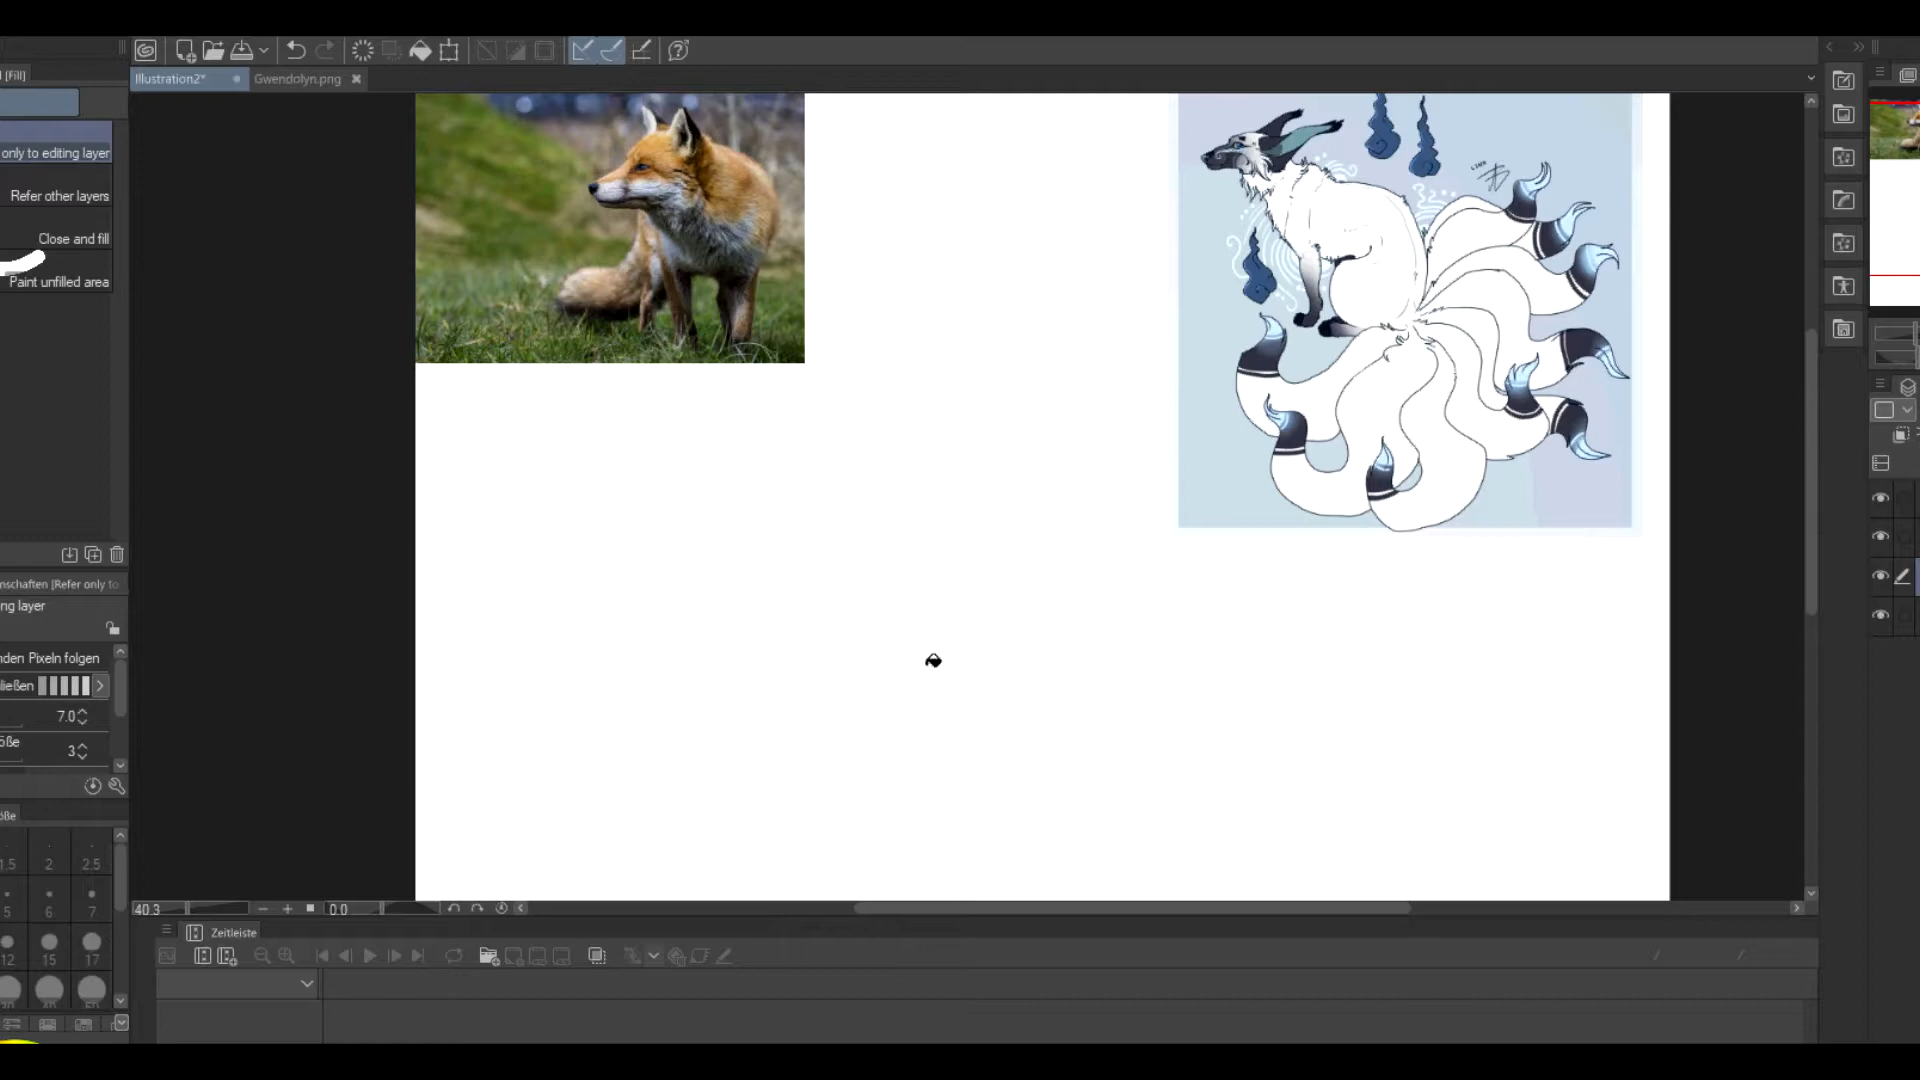 [Fill]
Illustration2*
Gwendolyn.png
only to editing layer
Refer other layers
Close and fill
Paint unfilled area
nschaften [Refer only to
ng layer
nden Pixeln folgen
ließen
7.0
öße
3
öße
1.5 2 2.5
5 6 7
12 15 17
40.3
0.0
Zeitleiste